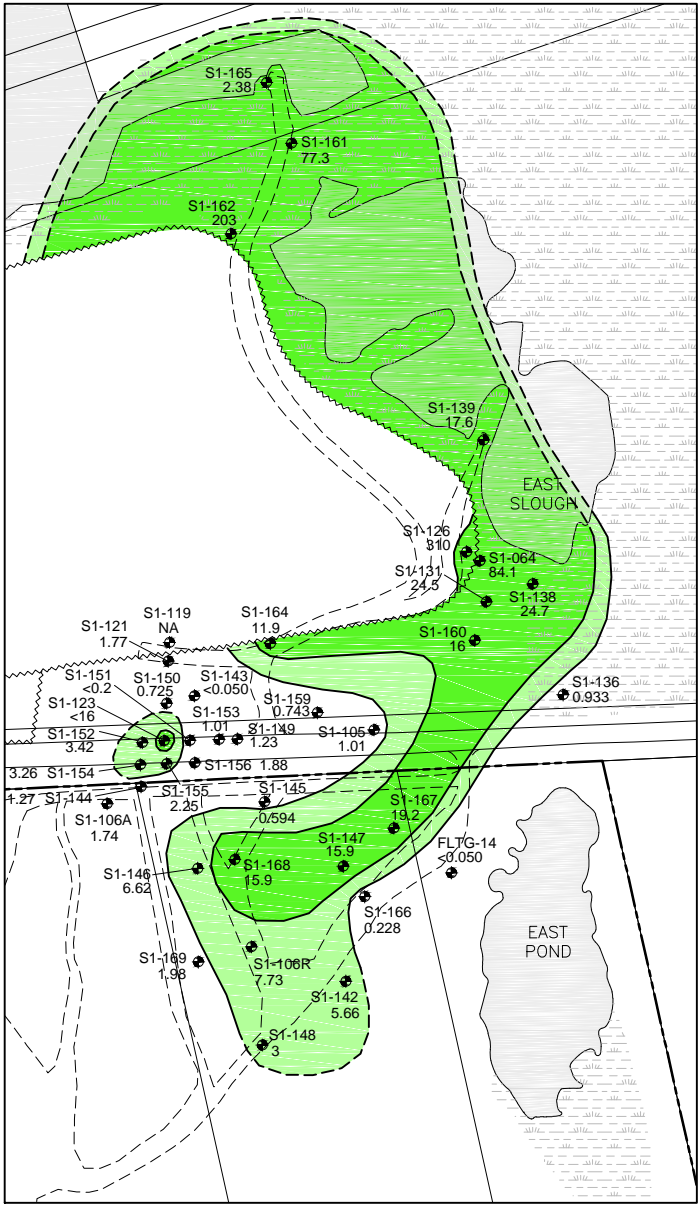 S1-165
2.38
S1-161
77.3
S1-162
203
S1-139
17.6
EAST
SLOUGH
S1-126
310
S1-064
84.1
S1-131
24.5
S1-138
24.7
S1-119
NA
S1-164
11.9
S1-121
1.77
S1-160
16
S1-151
<0.2
S1-150
0.725
S1-143
<0.050
S1-136
0.933
S1-123
<16
S1-159
0.743
S1-153
1.01
S1-152
3.42
S1-149
1.23
S1-105
1.01
3.26 S1-154
S1-156 1.88
1.27 S1-144
S1-155
2.25
S1-145
0.594
S1-106A
1.74
S1-167
19.2
S1-147
15.9
FLTG-14
<0.050
S1-146
6.62
S1-168
15.9
S1-166
0.228
EAST
POND
S1-169
1.98
S1-106R
7.73
S1-142
5.66
S1-148
3